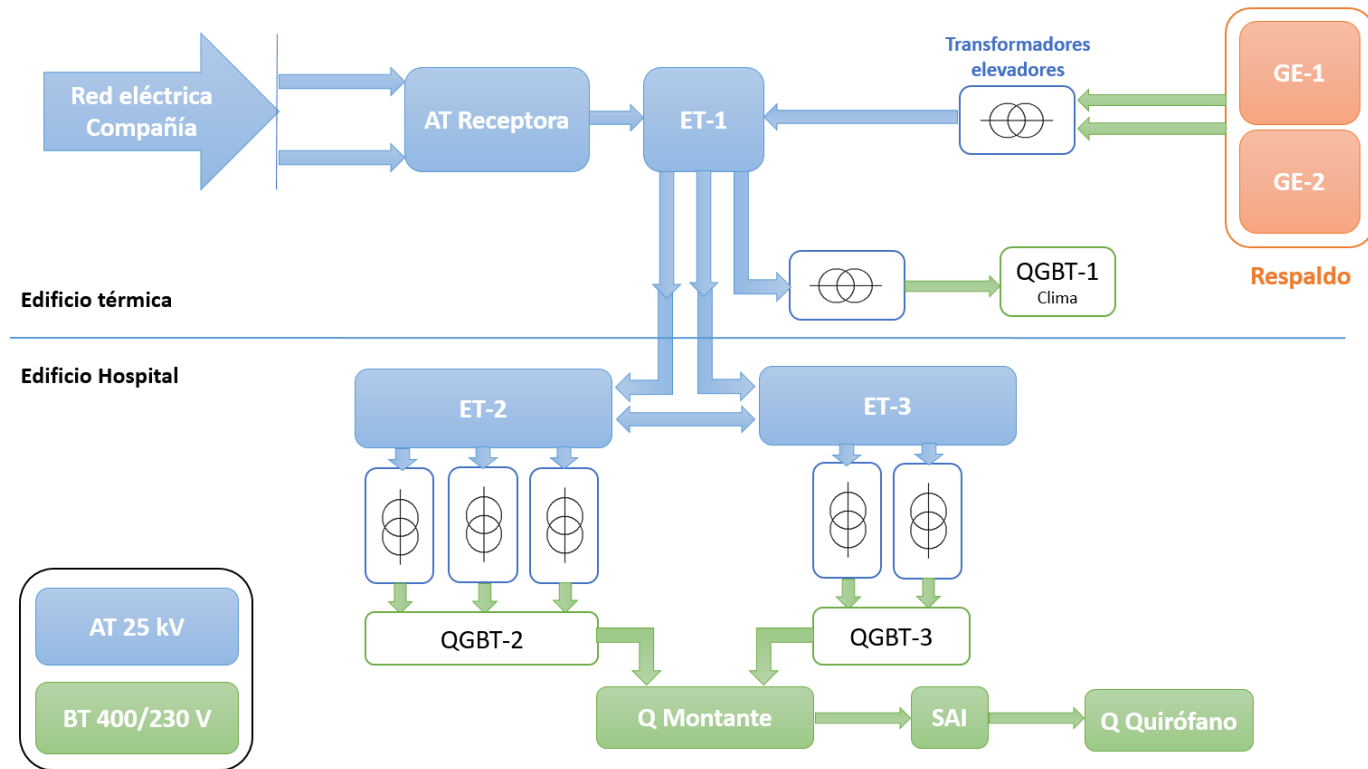 Red eléctrica
Compañía
AT Receptora
ET-1
Transformadores
elevadores
GE-1
GE-2
Respaldo
QGBT-1
Clima
Edificio térmica
Edificio Hospital
ET-2
ET-3
AT 25 kV
BT 400/230 V
QGBT-2
QGBT-3
Q Montante
SAI
Q Quirófano